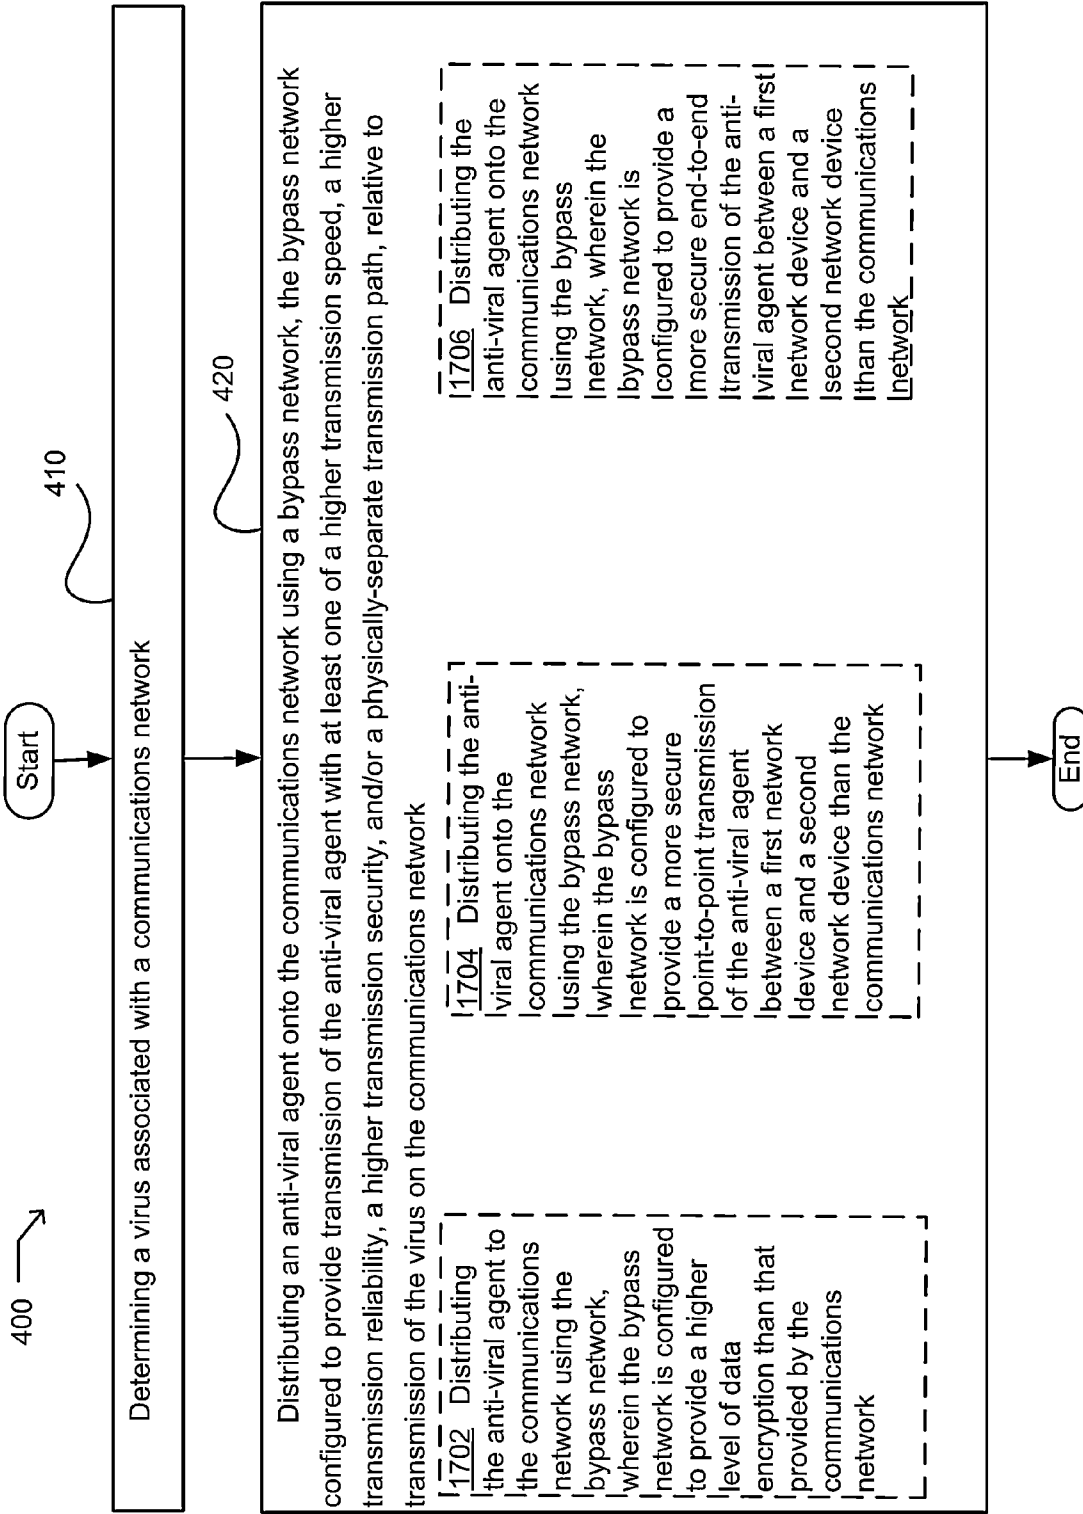 400
Start
410
Determining a virus associated with a communications network
420
Distributing an anti-viral agent onto the communications network using a bypass network, the bypass network
configured to provide transmission of the anti-viral agent with at least one of a higher transmission speed, a higher
transmission reliability, a higher transmission security, and/or a physically-separate transmission path, relative to
transmission of the virus on the communications network
1702 Distributing
the anti-viral agent to
the communications
network using the
bypass network,
wherein the bypass
network is configured
to provide a higher
level of data
encryption than that
provided by the
communications
network
1704 Distributing the anti-
viral agent onto the
communications network
using the bypass network,
wherein the bypass
network is configured to
provide a more secure
point-to-point transmission
of the anti-viral agent
between a first network
device and a second
network device than the
communications network
1706 Distributing the
anti-viral agent onto the
communications network
using the bypass
network, wherein the
bypass network is
configured to provide a
more secure end-to-end
transmission of the anti-
viral agent between a first
network device and a
second network device
than the communications
network
End